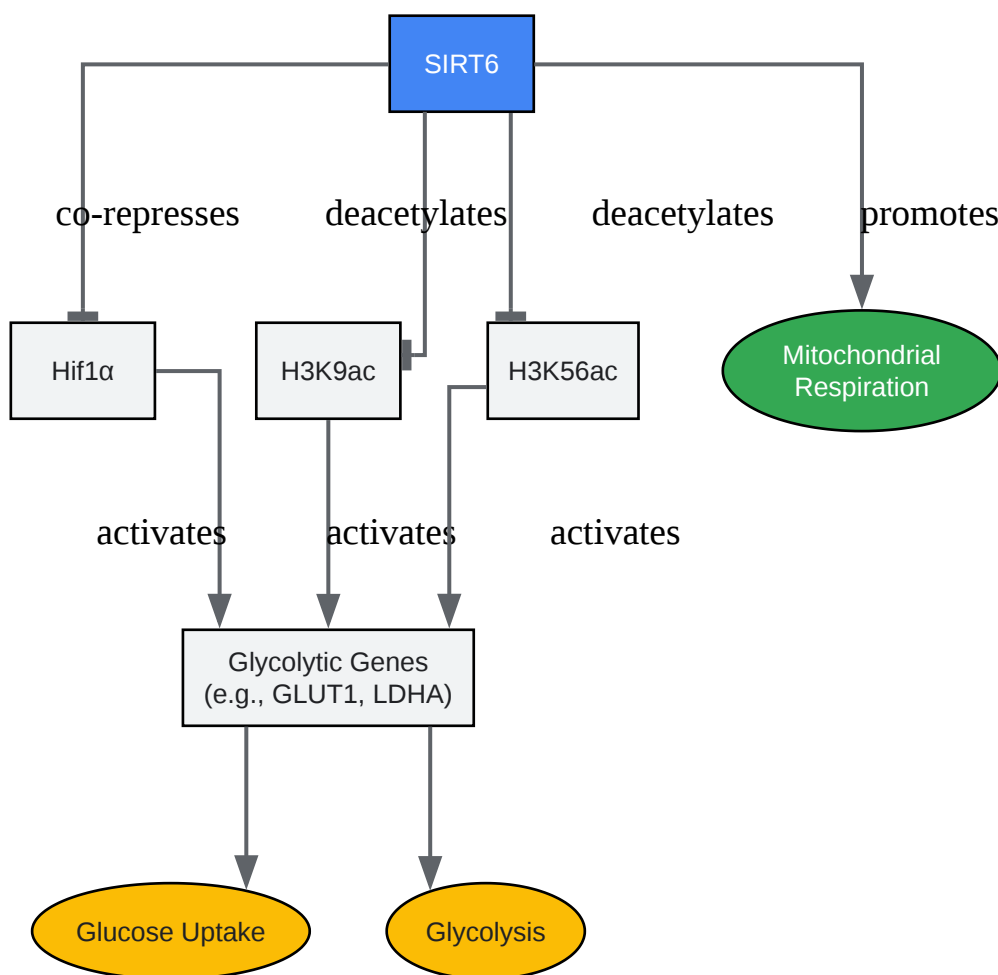 SIRT6
co-represses
deacetylates
deacetylates
promotes
Hif1α
H3K9ac
H3K56ac
Mitochondrial
Respiration
activates
activates
activates
Glycolytic Genes
(e.g., GLUT1, LDHA)
Glucose Uptake
Glycolysis